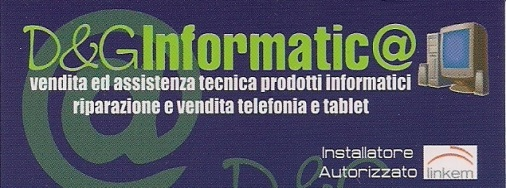 D&GInformatic@
vendita ed assistenza tecnica prodotti informatici
riparazione e vendita telefonia e tablet
Installatore
Autorizzato linkem
@
D&G